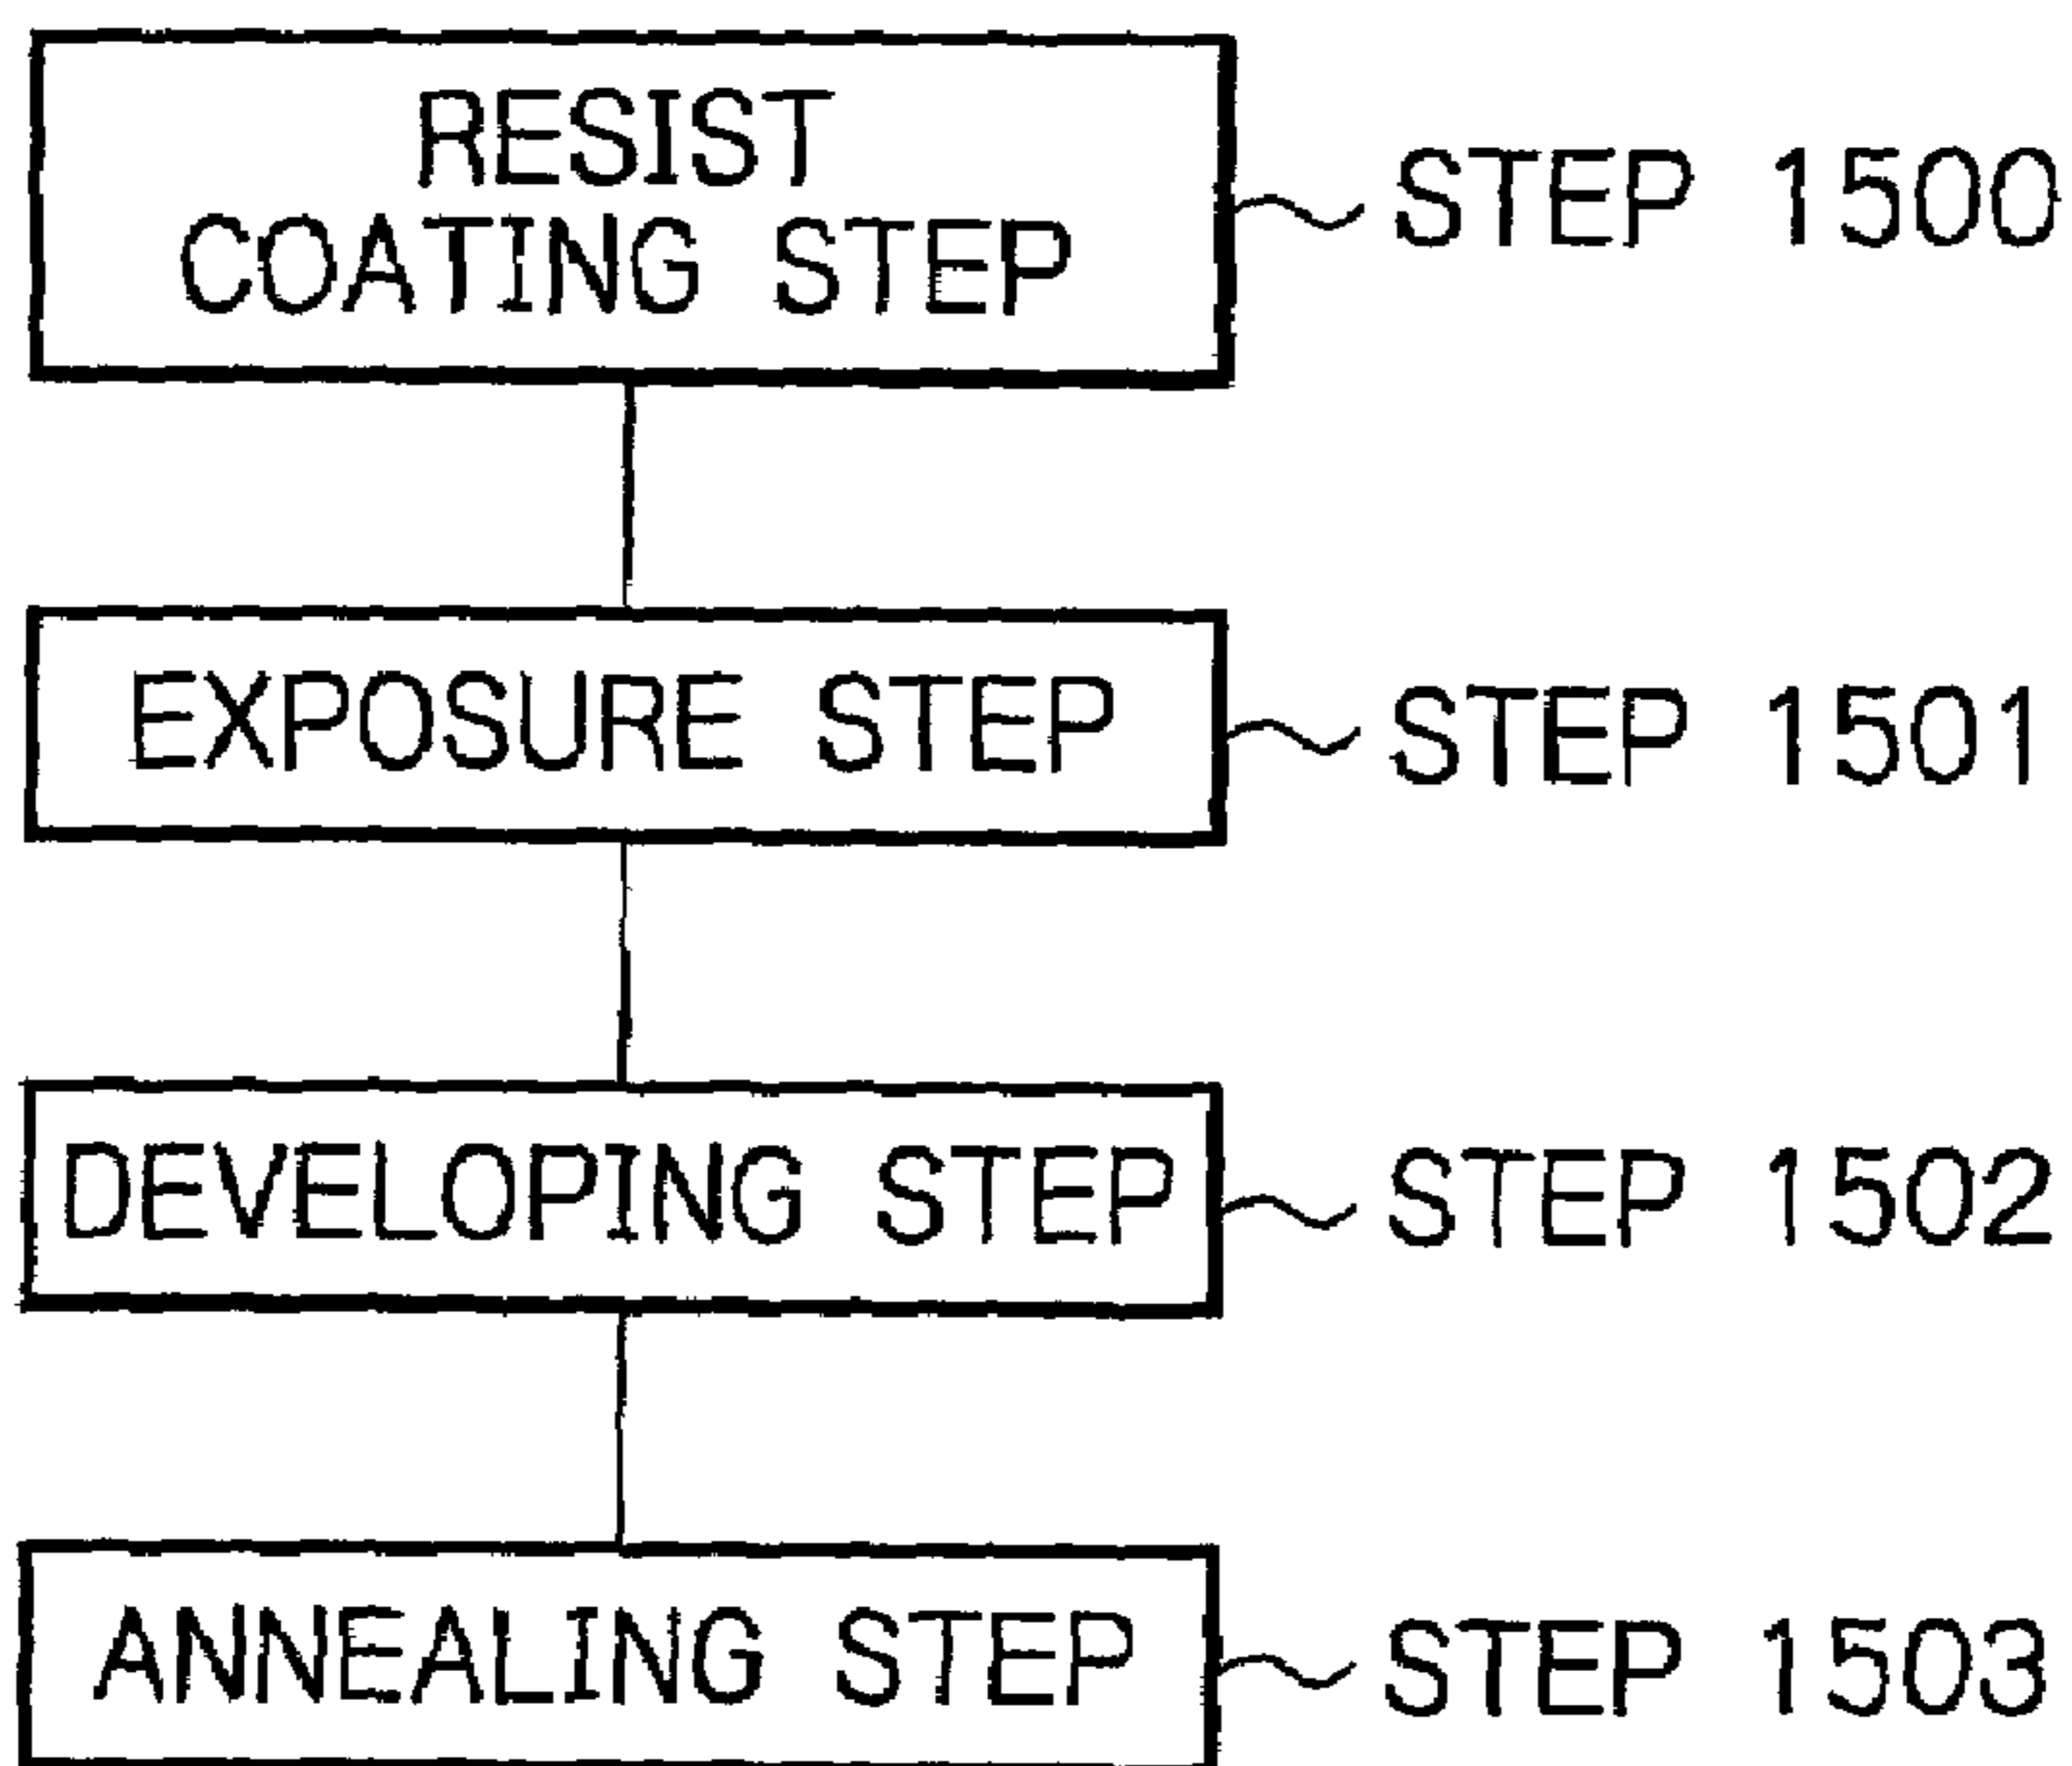 RESIST
COATING STEP
STEP 1500
EXPOSURE STEP
STEP 1501
DEVELOPING STEP
STEP 1502
ANNEALING STEP
STEP 1503